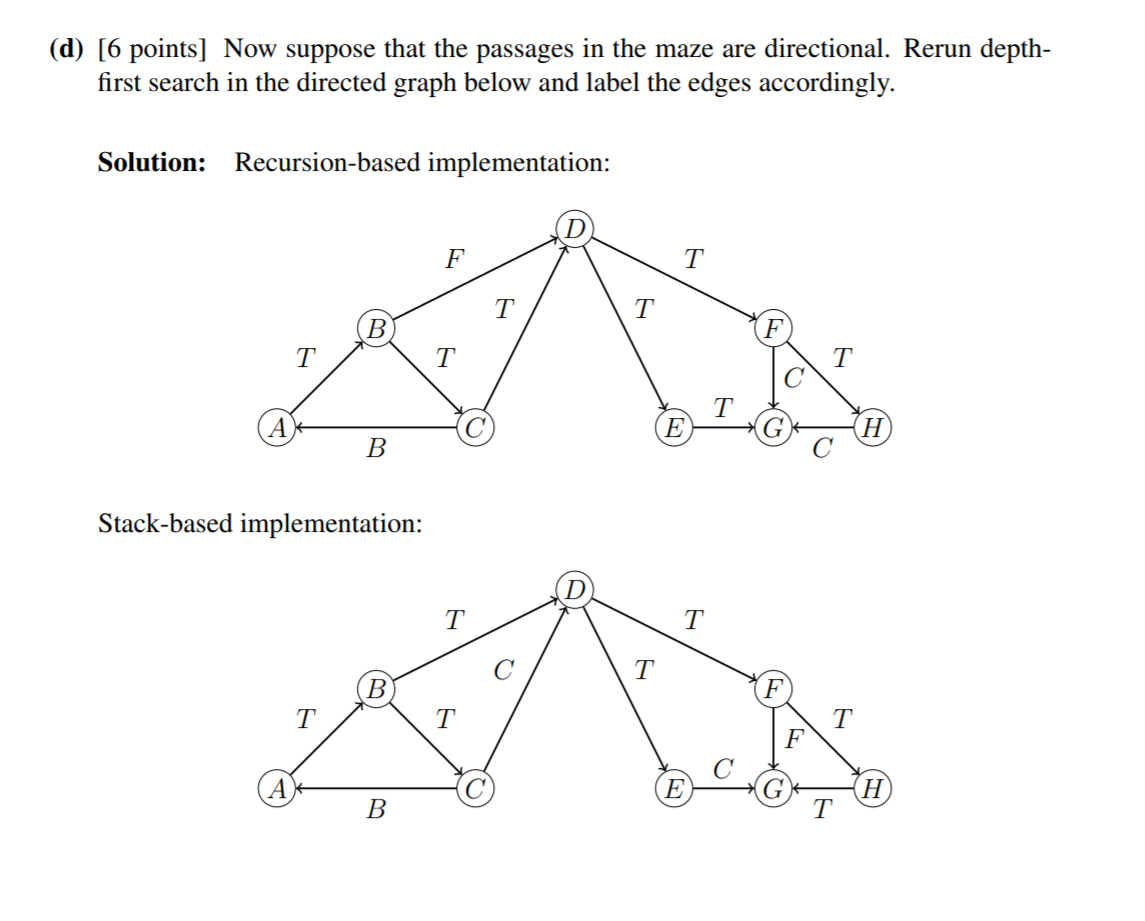 (d) [6 points] Now suppose that the passages in the maze are directional. Rerun depth-
first search in the directed graph below and label the edges accordingly.
Solution: Recursion-based implementation:
D
F T
T T
B F
T T C T
T
A C E G H
B C
Stack-based implementation:
D
T T
C T
B F
T T F T
C
A C E G H
B T